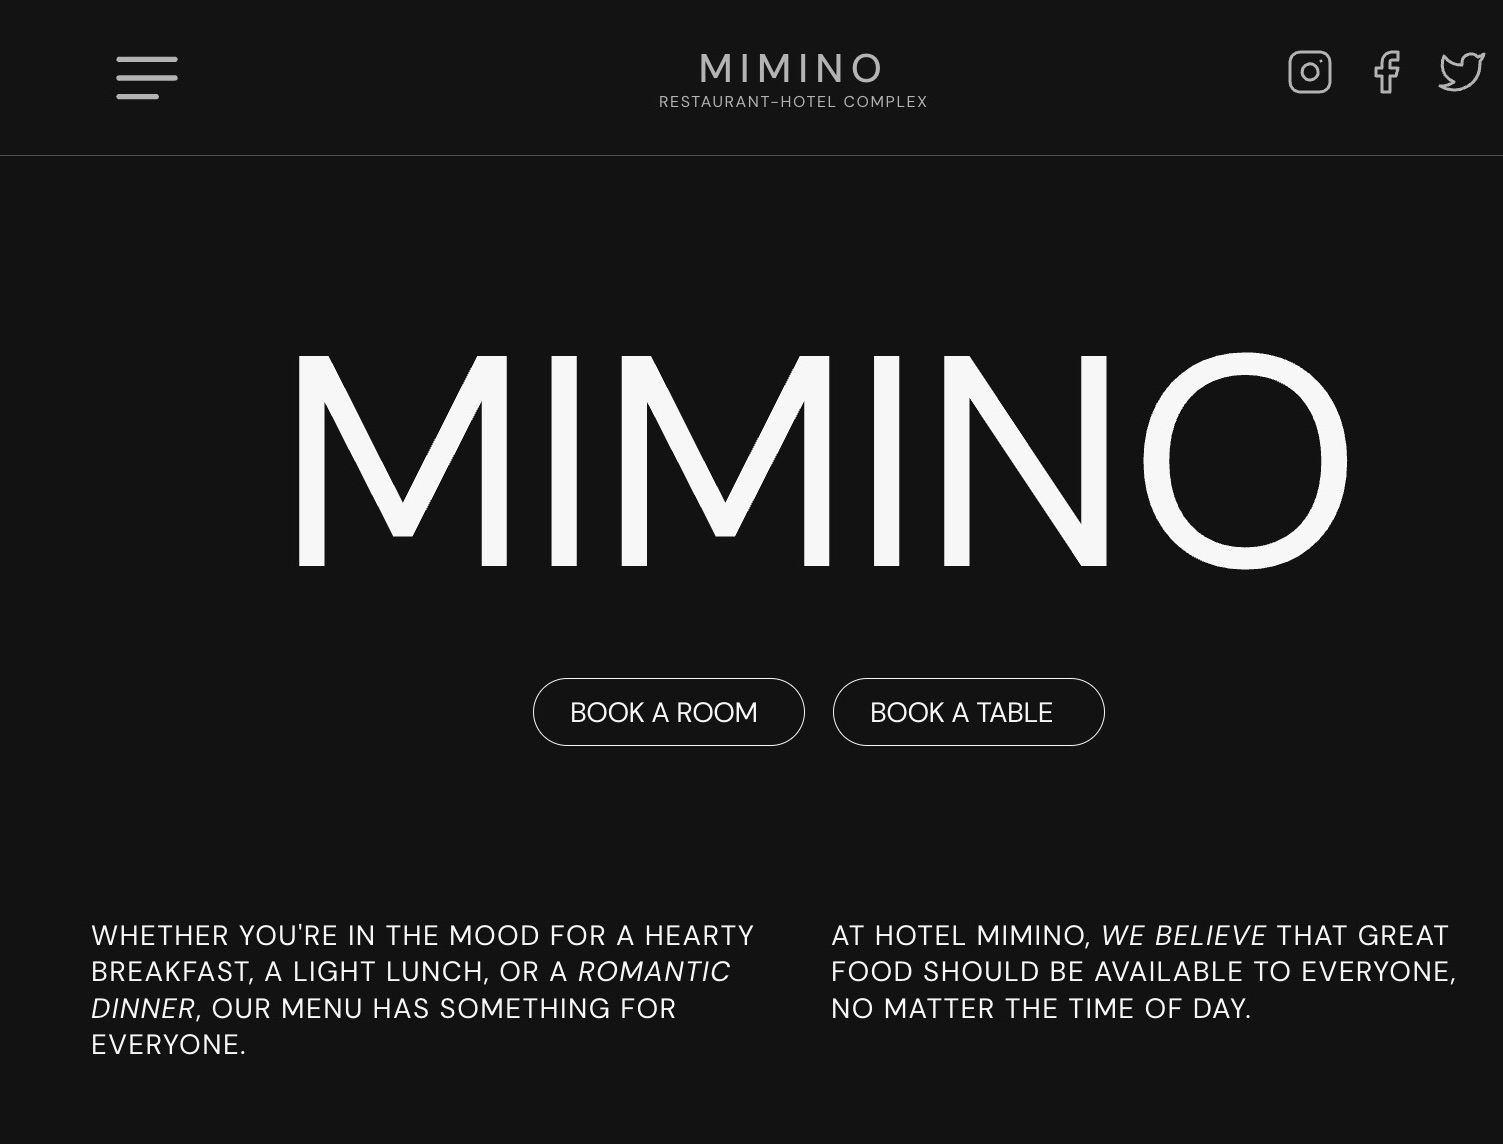 MIMINO
RESTAURANT-HOTEL COMPLEX
MIMINO
BOOK A ROOM
BOOK A TABLE
WHETHER YOU'RE IN THE MOOD FOR A HEARTY
BREAKFAST, A LIGHT LUNCH, OR A ROMANTIC
DINNER, OUR MENU HAS SOMETHING FOR
EVERYONE.
AT HOTEL MIMINO, WE BELIEVE THAT GREAT
FOOD SHOULD BE AVAILABLE TO EVERYONE,
NO MATTER THE TIME OF DAY.